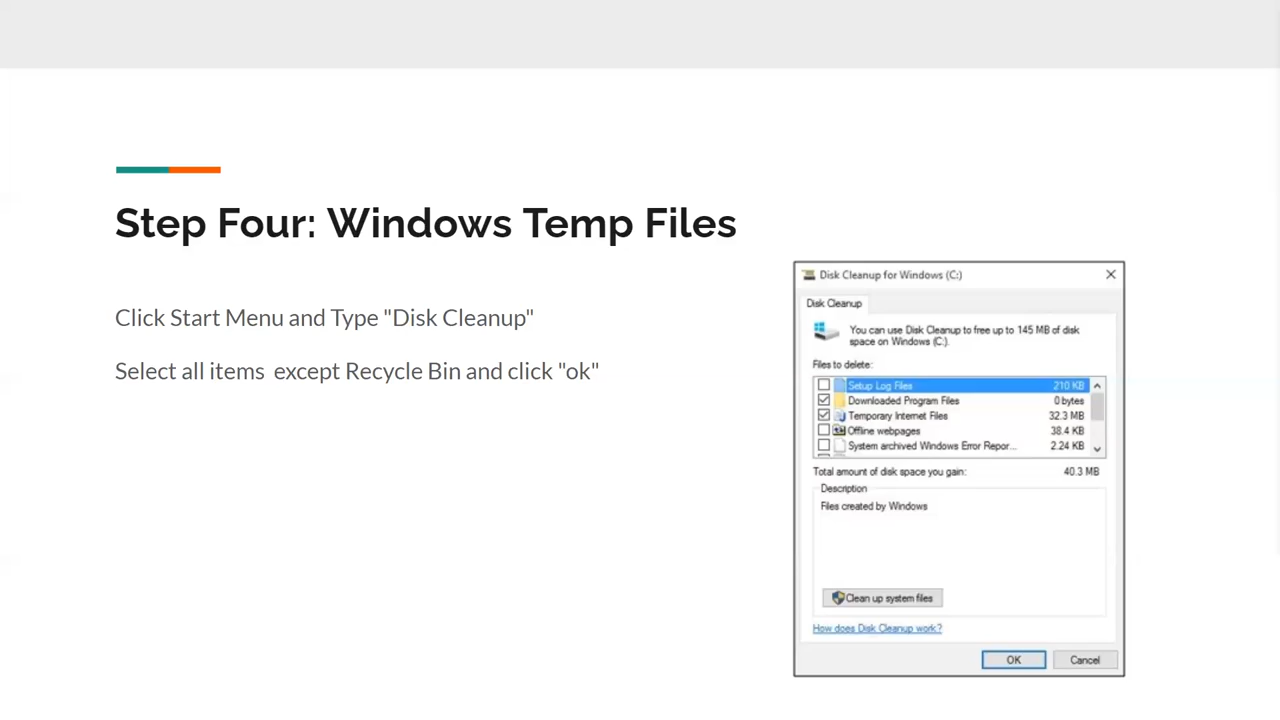 Step Four: Windows Temp Files
Click Start Menu and Type "Disk Cleanup"
Select all items except Recycle Bin and click "ok"
Disk Cleanup for Windows (C:)
Disk Cleanup
You can use Disk Cleanup to free up to 145 MB of disk
space on Windows (C:).
Files to delete:
Setup Log Files 210 KB
Downloaded Program Files 0 bytes
Temporary Internet Files 32.3 MB
Offline webpages 38.4 KB
System archived Windows Error Repor... 2.24 KB
Total amount of disk space you gain: 40.3 MB
Description
Files created by Windows
Clean up system files
How does Disk Cleanup work?
OK Cancel